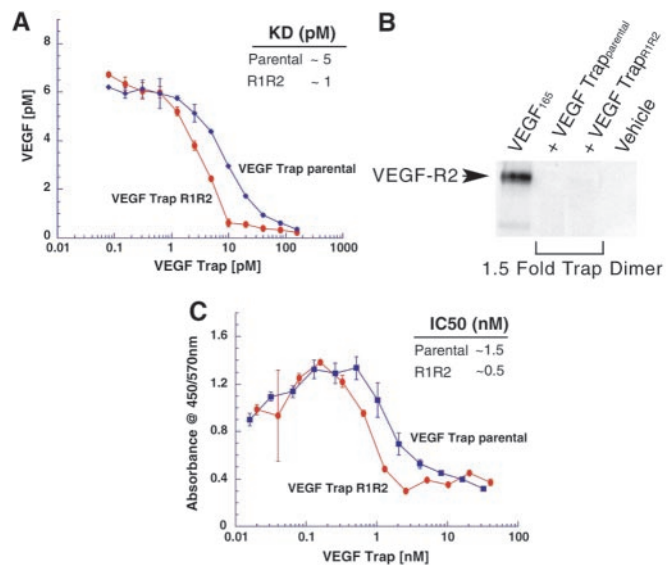 A
KD (pM)
Parental ~ 5
R1R2 ~ 1
8
6
4
2
0
VEGF [pM]
VEGF Trap parental
VEGF Trap R1R2
0.01 0.1 1 10 100 1000
VEGF Trap [pM]
B
VEGF165
+ VEGF Trapparental
+ VEGF TrapR1R2
Vehicle
VEGF-R2
1.5 Fold Trap Dimer
C
IC50 (nM)
Parental ~1.5
R1R2 ~0.5
1.6
1.2
0.8
0.4
0
Absorbance @ 450/570nm
VEGF Trap parental
VEGF Trap R1R2
0.01 0.1 1 10 100
VEGF Trap [nM]